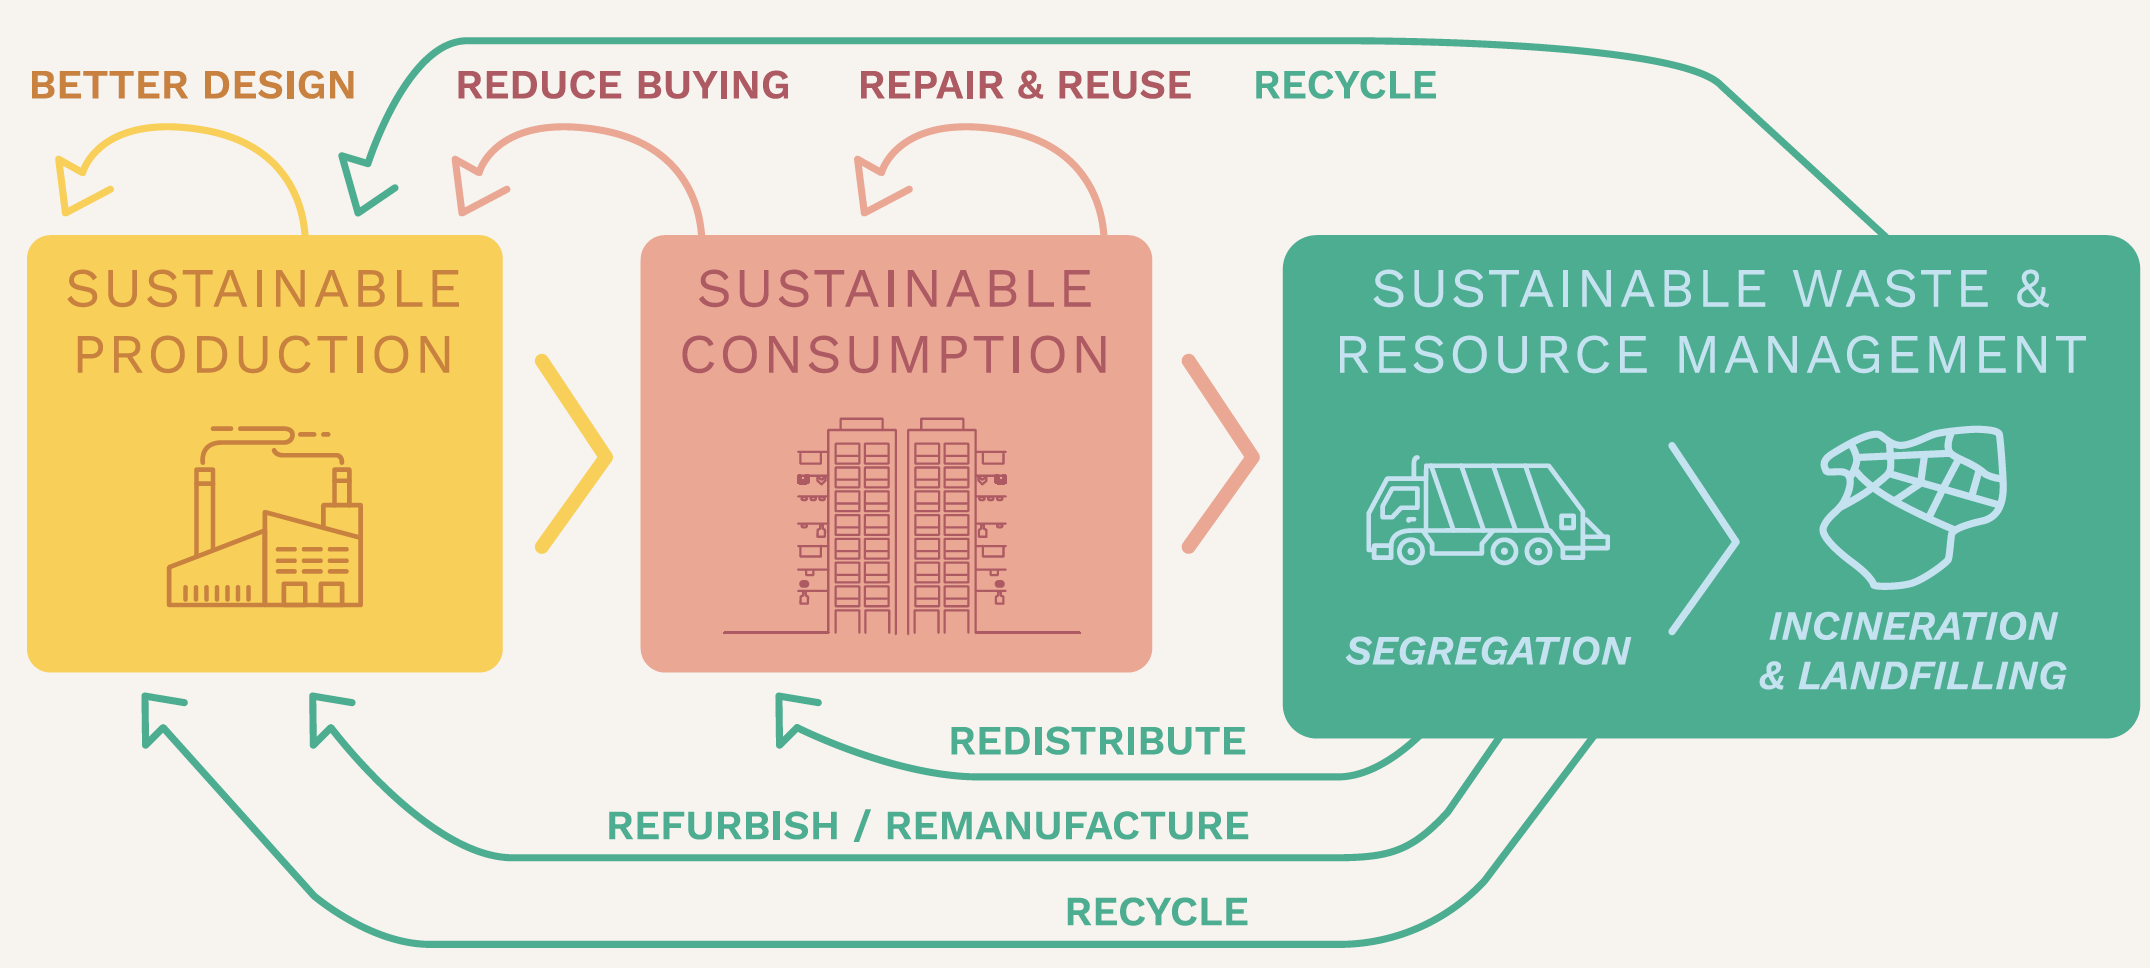 BETTER DESIGN
REDUCE BUYING
REPAIR & REUSE
RECYCLE
SUSTAINABLE
PRODUCTION
SUSTAINABLE
CONSUMPTION
SUSTAINABLE WASTE &
RESOURCE MANAGEMENT
SEGREGATION
INCINERATION
& LANDFILLING
REDISTRIBUTE
REFURBISH / REMANUFACTURE
RECYCLE